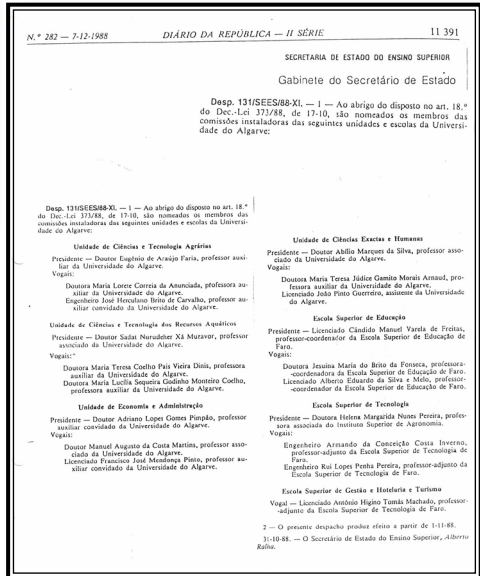 N.º 282 — 7-12-1988
DIÁRIO DA REPÚBLICA — II SÉRIE
11 391
SECRETARIA DE ESTADO DO ENSINO SUPERIOR
Gabinete do Secretário de Estado
Desp. 131/SEES/88-XI. — 1 — Ao abrigo do disposto no art. 18.º
do Dec.-Lei 373/88, de 17-10, são nomeados os membros das
comissões instaladoras das seguintes unidades e escolas da Universi-
dade do Algarve:
Desp. 131/SEES/88-XI. — 1 — Ao abrigo do disposto no art. 18.º
do Dec.-Lei 373/88, de 17-10, são nomeados os membros das
comissões instaladoras das seguintes unidades e escolas da Universi-
dade do Algarve:
Unidade de Ciências e Tecnologia Agrárias
Presidente — Doutor Eugénio de Araújo Faria, professor auxi-
liar da Universidade do Algarve.
Vogais:
Doutora Maria Lorete Correia da Anunciada, professora au-
xiliar da Universidade do Algarve.
Engenheiro José Herculano Brito de Carvalho, professor au-
xiliar convidado da Universidade do Algarve.
Unidade de Ciências e Tecnologia dos Recursos Aquáticos
Presidente — Doutor Sadat Nurudeher Xá Muzavor, professor
associado da Universidade do Algarve.
Vogais:
Doutora Maria Teresa Coelho Pais Vieira Dinis, professora
auxiliar da Universidade do Algarve.
Doutora Maria Lucília Sequeira Godinho Monteiro Coelho,
professora auxiliar da Universidade do Algarve.
Unidade de Economia e Administração
Presidente — Doutor Adriano Lopes Gomes Pimpão, professor
auxiliar convidado da Universidade do Algarve.
Vogais:
Doutor Manuel Augusto da Costa Martins, professor asso-
ciado da Universidade do Algarve.
Licenciado Francisco José Mendonça Pinto, professor au-
xiliar convidado da Universidade do Algarve.
Unidade de Ciências Exactas e Humanas
Presidente — Doutor Abílio Marques da Silva, professor asso-
ciado da Universidade do Algarve.
Vogais:
Doutora Maria Teresa Júdice Gamito Morais Arnaud, pro-
fessora auxiliar da Universidade do Algarve.
Licenciado João Pinto Guerreiro, assistente da Universidade
do Algarve.
Escola Superior de Educação
Presidente — Licenciado Cândido Manuel Varela de Freitas,
professor-coordenador da Escola Superior de Educação de
Faro.
Vogais:
Doutora Jesuína Maria do Brito da Fonseca, professora-
-coordenadora da Escola Superior de Educação de Faro.
Licenciado Alberto Eduardo da Silva e Melo, professor-
-coordenador da Escola Superior de Educação de Faro.
Escola Superior de Tecnologia
Presidente — Doutora Helena Margarida Nunes Pereira, profes-
sora associada do Instituto Superior de Agronomia.
Vogais:
Engenheiro Armando da Conceição Costa Inverno,
professor-adjunto da Escola Superior de Tecnologia de
Faro.
Engenheiro Rui Lopes Penha Pereira, professor-adjunto da
Escola Superior de Tecnologia de Faro.
Escola Superior de Gestão e Hotelaria e Turismo
Vogal — Licenciado António Higino Tomás Machado, professor-
-adjunto da Escola Superior de Tecnologia de Faro.
2 — O presente despacho produz efeito a partir de 1-11-88.
31-10-88. — O Secretário de Estado do Ensino Superior, Alberto
Ralha.